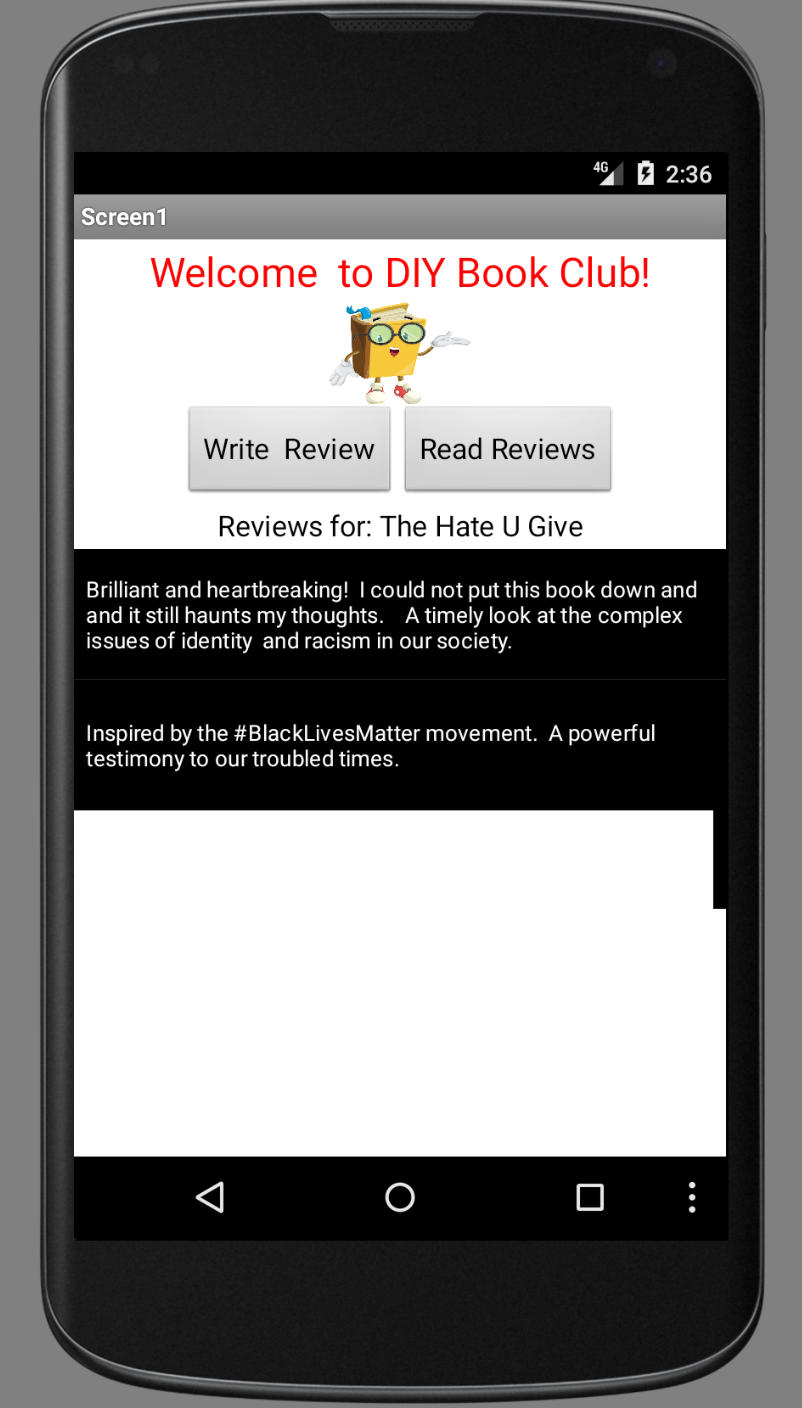 4G 2:36
Screen1
Welcome  to DIY Book Club!
Write  Review Read Reviews
Reviews for: The Hate U Give
Brilliant and heartbreaking!  I could not put this book down and
and it still haunts my thoughts.    A timely look at the complex
issues of identity  and racism in our society.
Inspired by the #BlackLivesMatter movement.  A powerful
testimony to our troubled times.